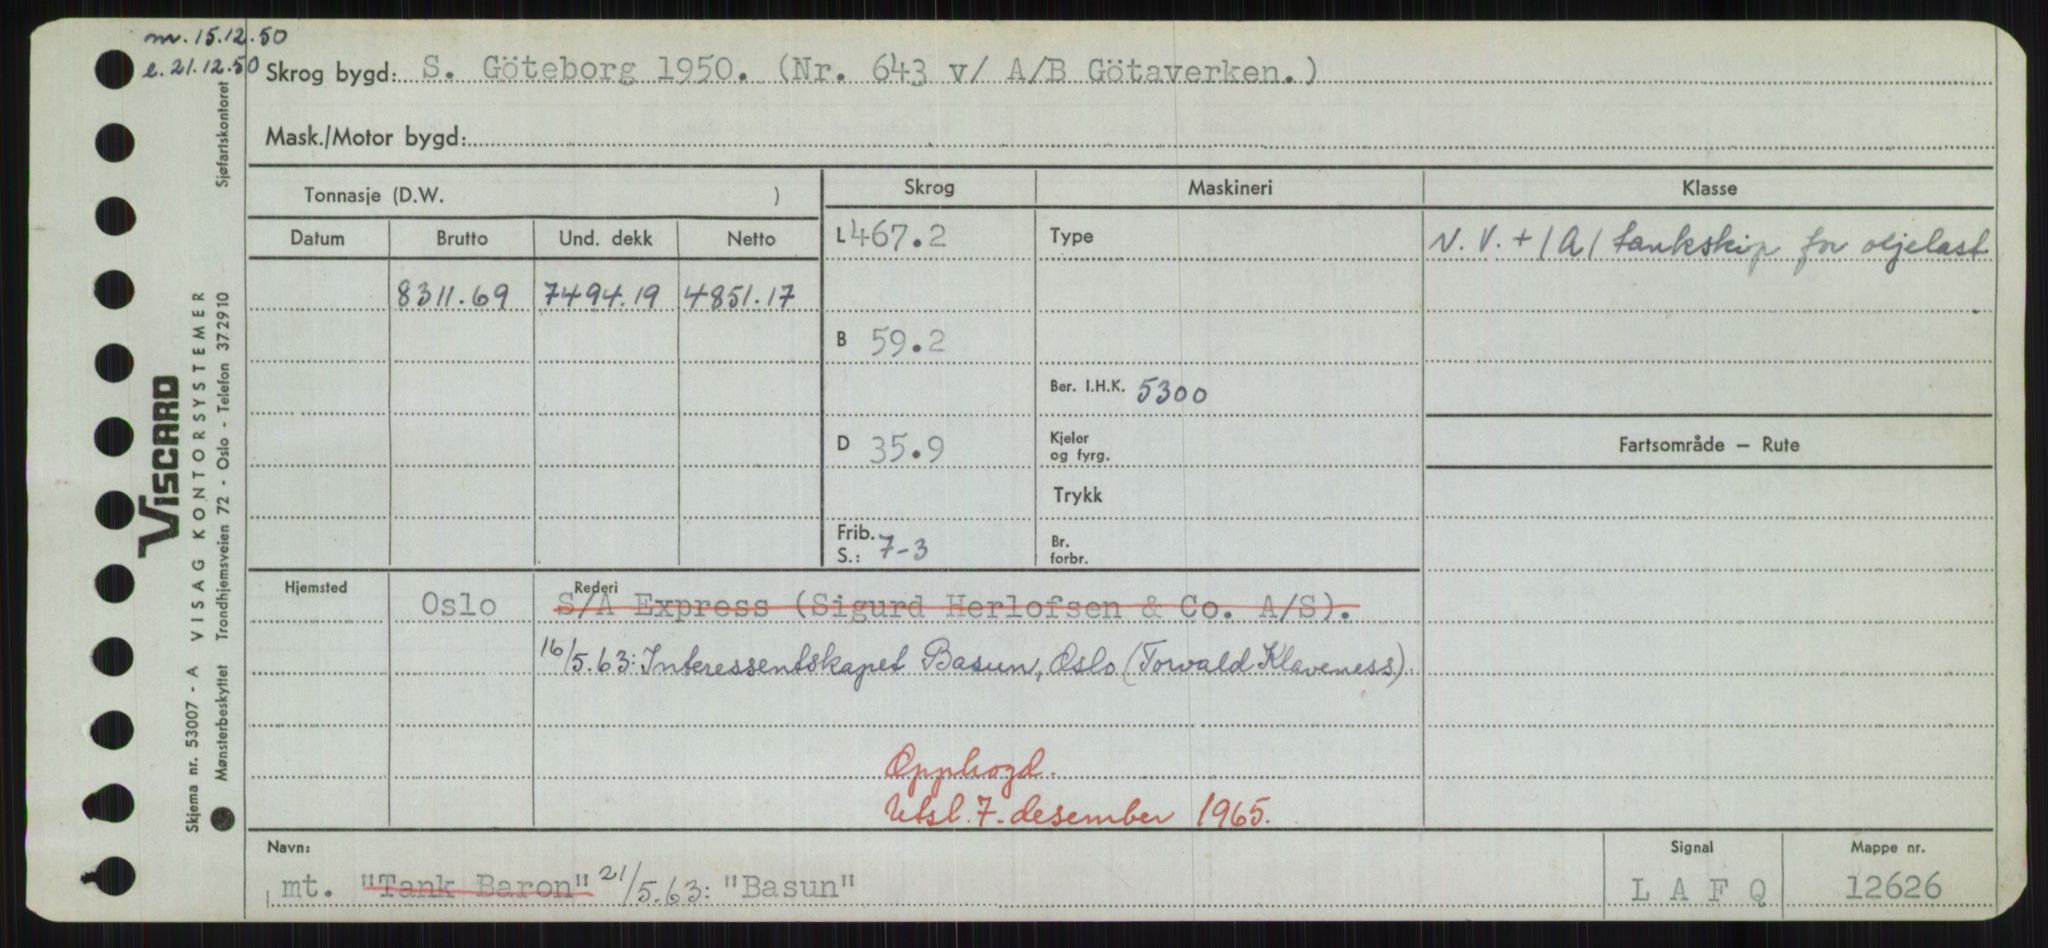 m. 15.12.50
e. 21.12.50
Skrog bygd: S. Göteborg 1950. (Nr. 643 v/ A/B Götaverken.)
Mask./Motor bygd:
Tonnasje (D.W. )
Skrog
Maskineri
Klasse
Datum
Brutto
Und. dekk
Netto
L 467.2
Type
N.V. + 1A1 tankskip for oljelast
8311.69
7494.19
4851.17
B 59.2
Ber. I.H.K. 5300
D 35.9
Kjeler
og fyrg.
Fartsområde — Rute
Trykk
Frib.
S.: 7-3
Br.
forbr.
Hjemsted
Oslo
Rederi
S/A Express (Sigurd Herlofsen & Co. A/S).
16/5.63: Interessentskapet Basun, Oslo (Torvald Klaveness).
Opphogd.
Utsl. 7. desember 1965.
Navn:
mt. "Tank Baron" 21/5.63: "Basun"
Signal
L A F Q
Mappe nr.
12626
VISCARD
VISAG KONTORSYSTEMER
Skjema nr. 53007 - A
Mønsterbeskyttet Trondhjemsveien 72 - Oslo - Telefon 372910
Sjøfartskontoret